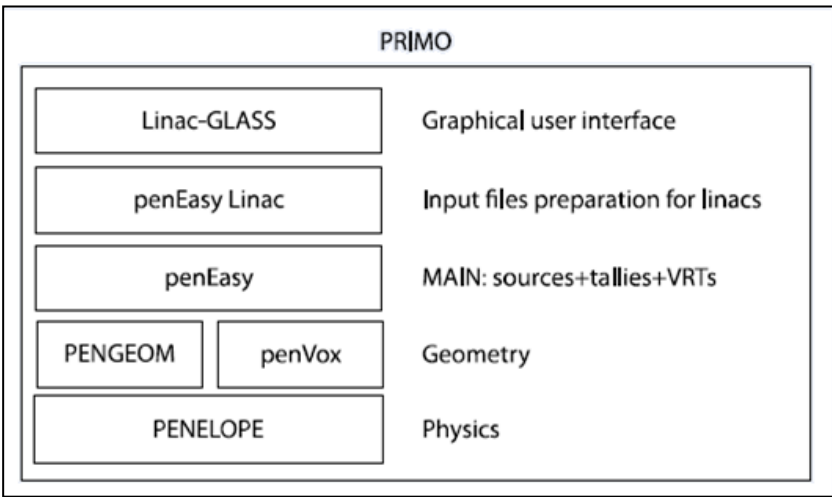 PRIMO
Linac-GLASS Graphical user interface
penEasy Linac Input files preparation for linacs
penEasy MAIN: sources+tallies+VRTs
PENGEOM penVox Geometry
PENELOPE Physics